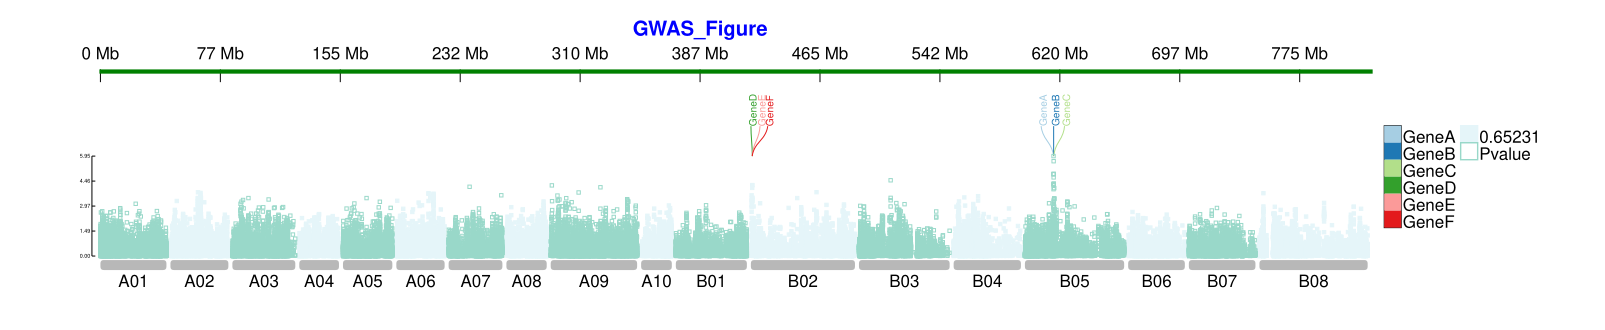 GWAS_Figure
0 Mb 77 Mb 155 Mb 232 Mb 310 Mb 387 Mb 465 Mb 542 Mb 620 Mb 697 Mb 775 Mb
GeneD GeneE GeneF GeneA GeneB GeneC
GeneA 0.65231
GeneB Pvalue
GeneC
GeneD
GeneE
GeneF
5.95
4.46
2.97
1.49
0.00
A01 A02 A03 A04 A05 A06 A07 A08 A09 A10 B01 B02 B03 B04 B05 B06 B07 B08